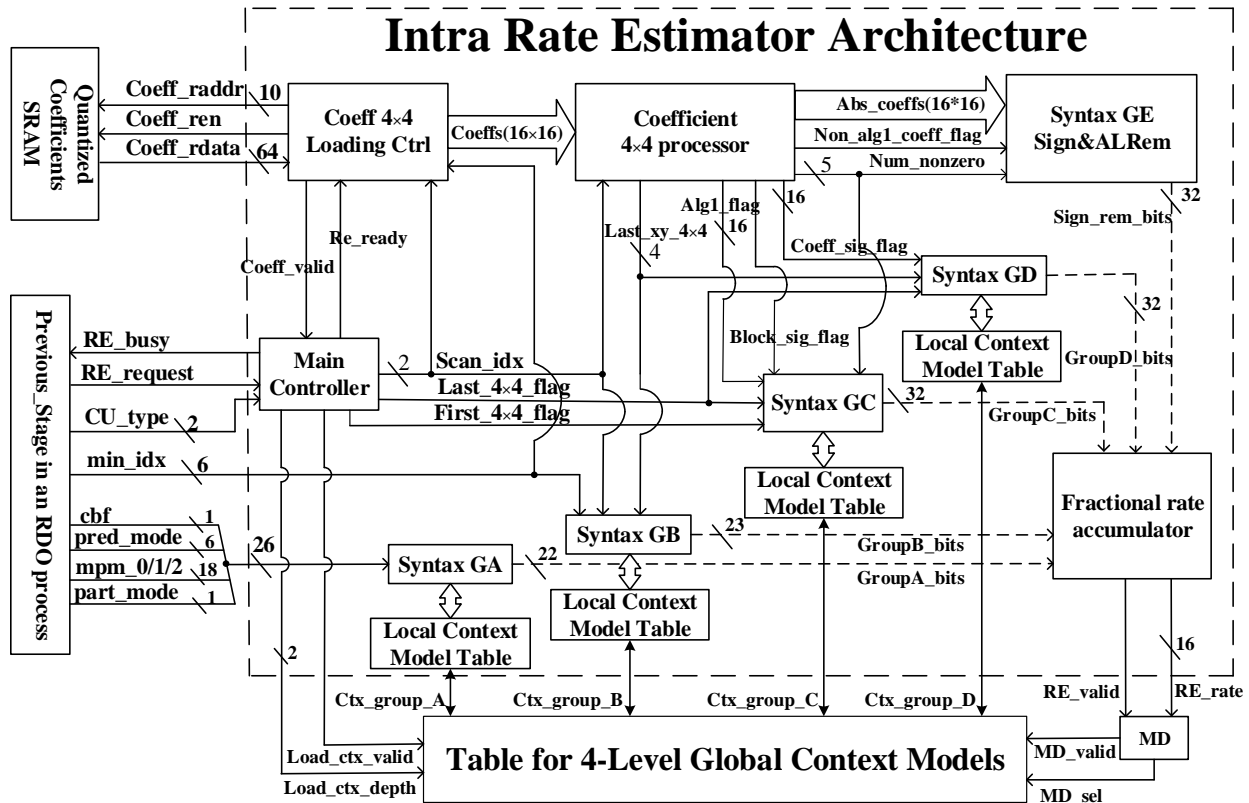 Intra Rate Estimator Architecture
Quantized
Coefficients
SRAM
Coeff_raddr
10
Coeff_ren
Coeff_rdata
64
Coeff 4×4
Loading Ctrl
Coeffs(16×16)
Coefficient
4×4 processor
Abs_coeffs(16*16)
Non_alg1_coeff_flag
Num_nonzero
5
Syntax GE
Sign&ALRem
32
Sign_rem_bits
Coeff_valid
Re_ready
Last_xy_4×4
4
Alg1_flag
16
16
Coeff_sig_flag
Syntax GD
32
GroupD_bits
Local Context
Model Table
Block_sig_flag
Previous_Stage in an RDO process
RE_busy
RE_request
CU_type
2
min_idx
6
cbf
1
pred_mode
6
mpm_0/1/2
18
part_mode
1
26
Main
Controller
2
Scan_idx
Last_4×4_flag
First_4×4_flag
Syntax GC
32
GroupC_bits
Local Context
Model Table
Fractional rate
accumulator
Syntax GB
23
GroupB_bits
Syntax GA
22
GroupA_bits
Local Context
Model Table
Local Context
Model Table
2
16
Ctx_group_A
Ctx_group_B
Ctx_group_C
Ctx_group_D
RE_valid
RE_rate
Load_ctx_valid
Load_ctx_depth
Table for 4-Level Global Context Models
MD_valid
MD
MD_sel